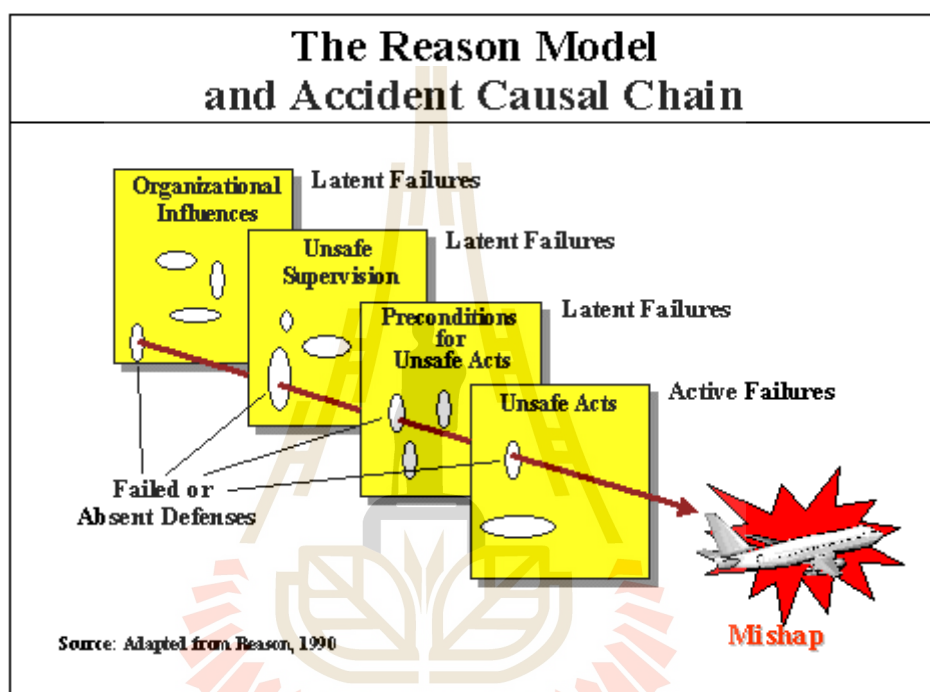 The Reason Model
and Accident Causal Chain
Organizational
Influences
Latent Failures
Unsafe
Supervision
Latent Failures
Preconditions
for
Unsafe Acts
Latent Failures
Unsafe Acts
Active Failures
Failed or
Absent Defenses
Mishap
Source: Adapted from Reason, 1990